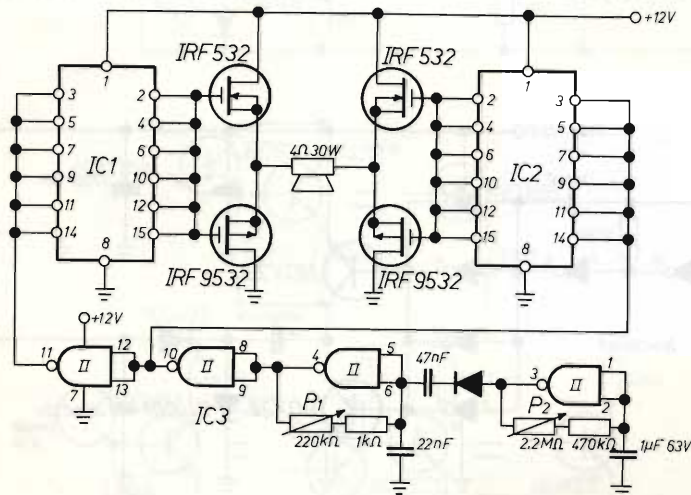 +12V
IRF532
IRF532
1
1
3
2
2
3
5
4
4
5
7
6
4Ω 30W
6
7
9
IC1
10
10
IC2
9
11
12
12
11
14
15
15
14
8
8
IRF9532
IRF9532
+12V
11
II
12
13
7
10
II
8
9
IC3
4
II
5
6
47nF
3
II
1
2
P1
220kΩ
1kΩ
22nF
P2
2.2MΩ
470kΩ
1µF 63V